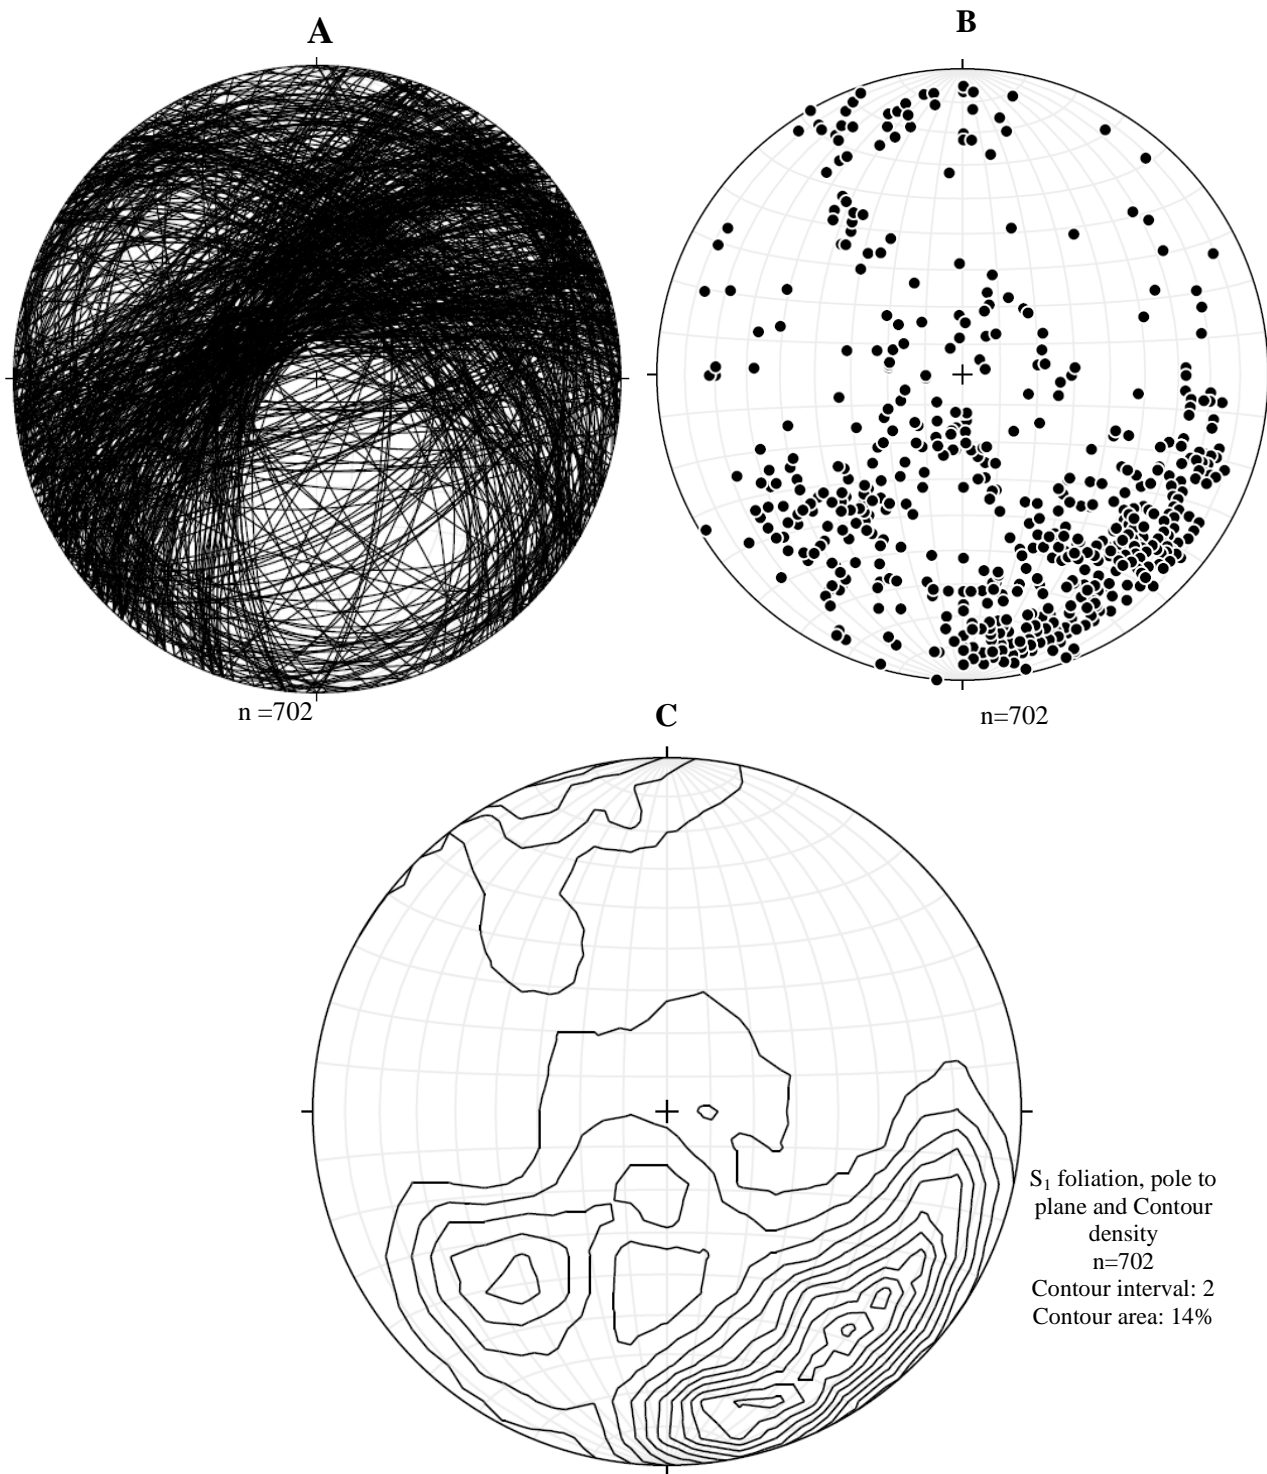 A
B
n =702
n=702
C
S₁ foliation, pole to
plane and Contour
density
n=702
Contour interval: 2
Contour area: 14%